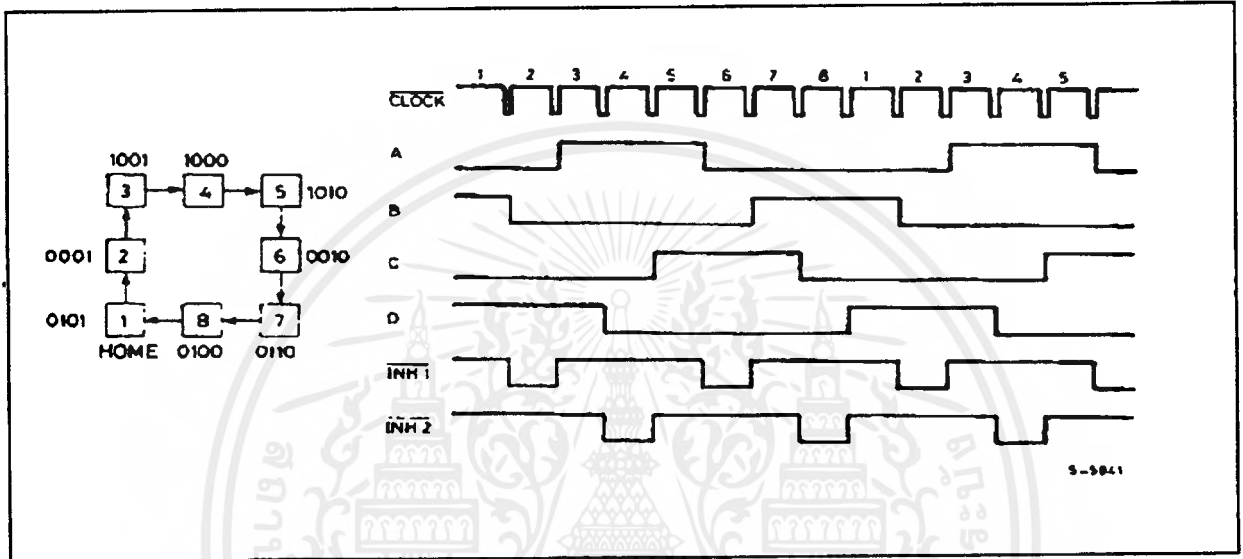 1001 1000
3 4 5 1010
0001 2 6 0010
0101 1 8 7
HOME 0100 0110
1 2 3 4 5 6 7 8 1 2 3 4 5
CLOCK
A
B
C
D
INH 1
INH 2
S-5841